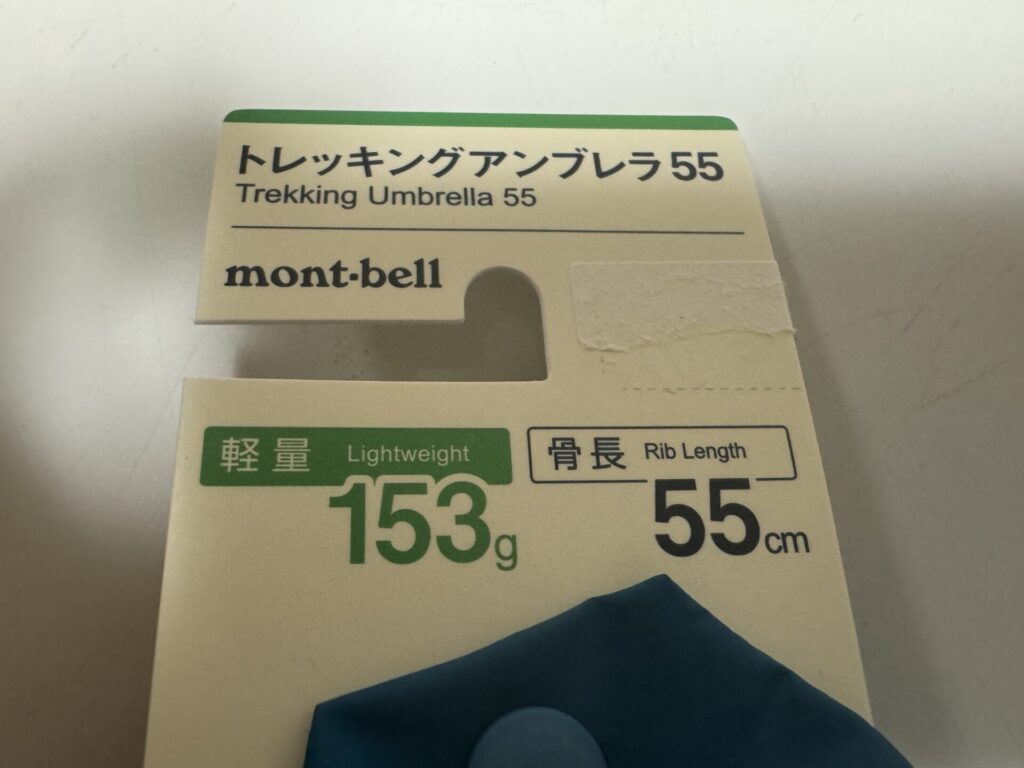 トレッキングアンブレラ55
Trekking Umbrella 55
mont-bell
軽量 Lightweight
153g
骨長 Rib Length
55cm